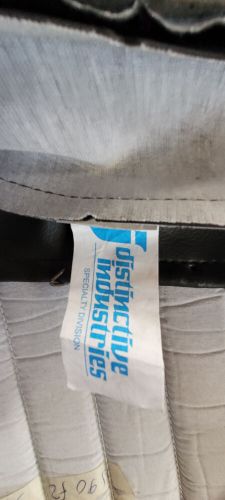 distinctive
industries
SPECIALTY DIVISION